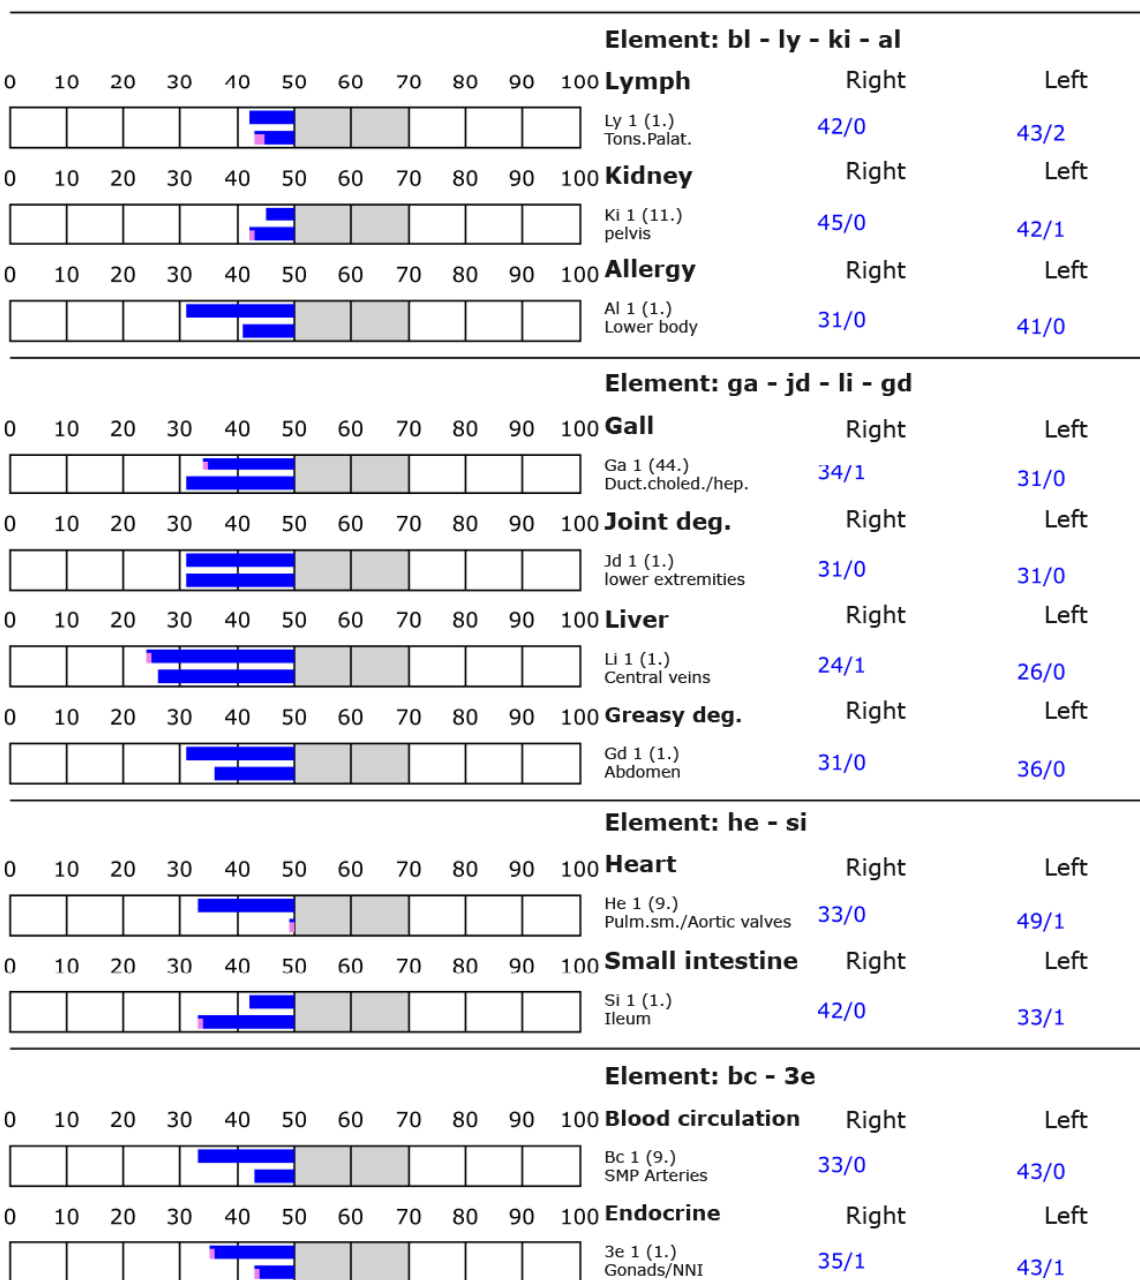 Element: bl - ly - ki - al
0 10 20 30 40 50 60 70 80 90 100 Lymph Right Left
Ly 1 (1.) 42/0 43/2
Tons.Palat.
0 10 20 30 40 50 60 70 80 90 100 Kidney Right Left
Ki 1 (11.) 45/0 42/1
pelvis
0 10 20 30 40 50 60 70 80 90 100 Allergy Right Left
Al 1 (1.) 31/0 41/0
Lower body
Element: ga - jd - li - gd
0 10 20 30 40 50 60 70 80 90 100 Gall Right Left
Ga 1 (44.) 34/1 31/0
Duct.choled./hep.
0 10 20 30 40 50 60 70 80 90 100 Joint deg. Right Left
Jd 1 (1.) 31/0 31/0
lower extremities
0 10 20 30 40 50 60 70 80 90 100 Liver Right Left
Li 1 (1.) 24/1 26/0
Central veins
0 10 20 30 40 50 60 70 80 90 100 Greasy deg. Right Left
Gd 1 (1.) 31/0 36/0
Abdomen
Element: he - si
0 10 20 30 40 50 60 70 80 90 100 Heart Right Left
He 1 (9.) 33/0 49/1
Pulm.sm./Aortic valves
0 10 20 30 40 50 60 70 80 90 100 Small intestine Right Left
Si 1 (1.) 42/0 33/1
Ileum
Element: bc - 3e
0 10 20 30 40 50 60 70 80 90 100 Blood circulation Right Left
Bc 1 (9.) 33/0 43/0
SMP Arteries
0 10 20 30 40 50 60 70 80 90 100 Endocrine Right Left
3e 1 (1.) 35/1 43/1
Gonads/NNI